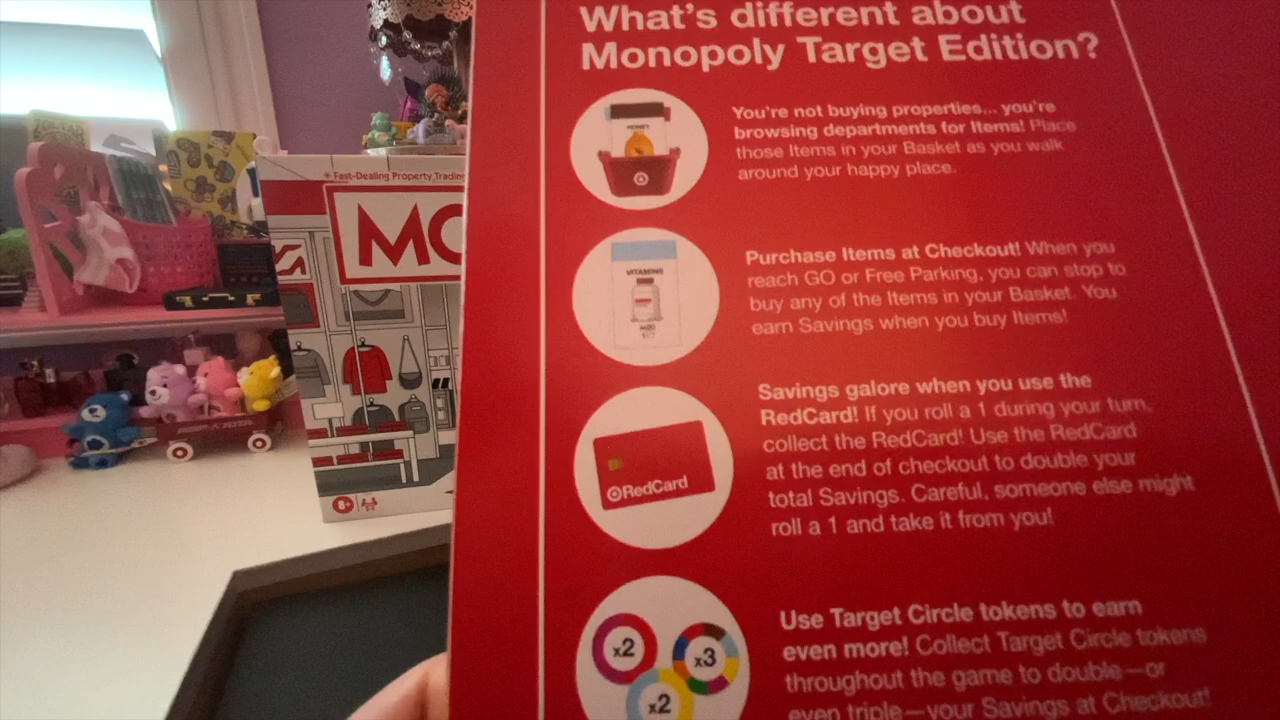 What's different about
Monopoly Target Edition?
You're not buying properties... you're
browsing departments for Items! Place
those Items in your Basket as you walk
around your happy place.
HONEY
Purchase Items at Checkout! When you
reach GO or Free Parking, you can stop to
buy any of the Items in your Basket. You
earn Savings when you buy Items!
VITAMINS
Savings galore when you use the
RedCard! If you roll a 1 during your turn,
collect the RedCard! Use the RedCard
at the end of checkout to double your
total Savings. Careful, someone else might
roll a 1 and take it from you!
RedCard
Use Target Circle tokens to earn
even more! Collect Target Circle tokens
throughout the game to double—or
even triple—your Savings at Checkout!
x2
x3
x2
Fast-Dealing Property Trading
MO
8+